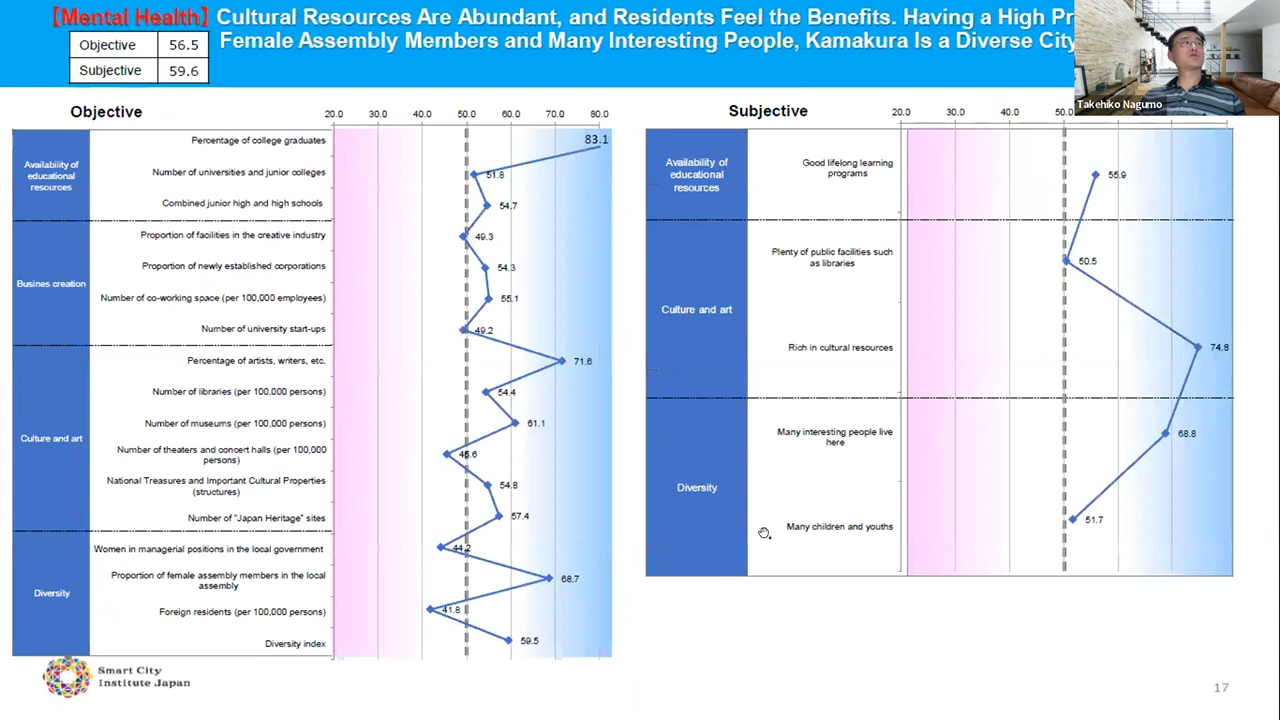 【Mental Health】 Cultural Resources Are Abundant, and Residents Feel the Benefits. Having a High Pr
Female Assembly Members and Many Interesting People, Kamakura Is a Diverse City
Objective 56.5
Subjective 59.6
Takehiko Nagumo
Objective
20.0 30.0 40.0 50.0 60.0 80.0
Availability of
educational
resources
Percentage of college graduates 83.1
Number of universities and junior colleges 51.8
Combined junior high and high schools 54.7
Busines creation
Proportion of facilities in the creative industry 49.3
Proportion of newly established corporations 54.3
Number of co-working space (per 100,000 employees) 55.1
Number of university start-ups 49.2
Culture and art
Percentage of artists, writers, etc. 71.6
Number of libraries (per 100,000 persons) 54.4
Number of museums (per 100,000 persons) 61.1
Number of theaters and concert halls (per 100,000
persons) 45.6
National Treasures and Important Cultural Properties
(structures) 54.8
Number of "Japan Heritage" sites 57.4
Diversity
Women in managerial positions in the local government 44.2
Proportion of female assembly members in the local
assembly 68.7
Foreign residents (per 100,000 persons) 41.8
Diversity index 59.5
Subjective
20.0 30.0 40.0 50.0
Availability of
educational
resources
Good lifelong learning
programs 55.9
Culture and art
Plenty of public facilities such
as libraries 50.5
Rich in cultural resources 74.8
Diversity
Many interesting people live
here 68.8
Many children and youths 51.7
Smart City
Institute Japan
17